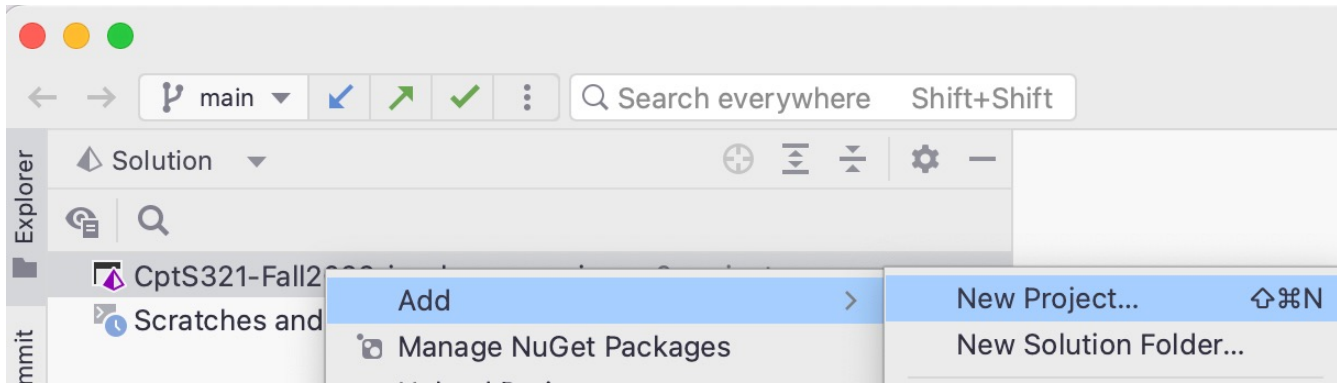 main
Search everywhere Shift+Shift
Explorer
Solution
CptS321-Fall2
Add
New Project... ⇧⌘N
Scratches and
Manage NuGet Packages
New Solution Folder...
mmit